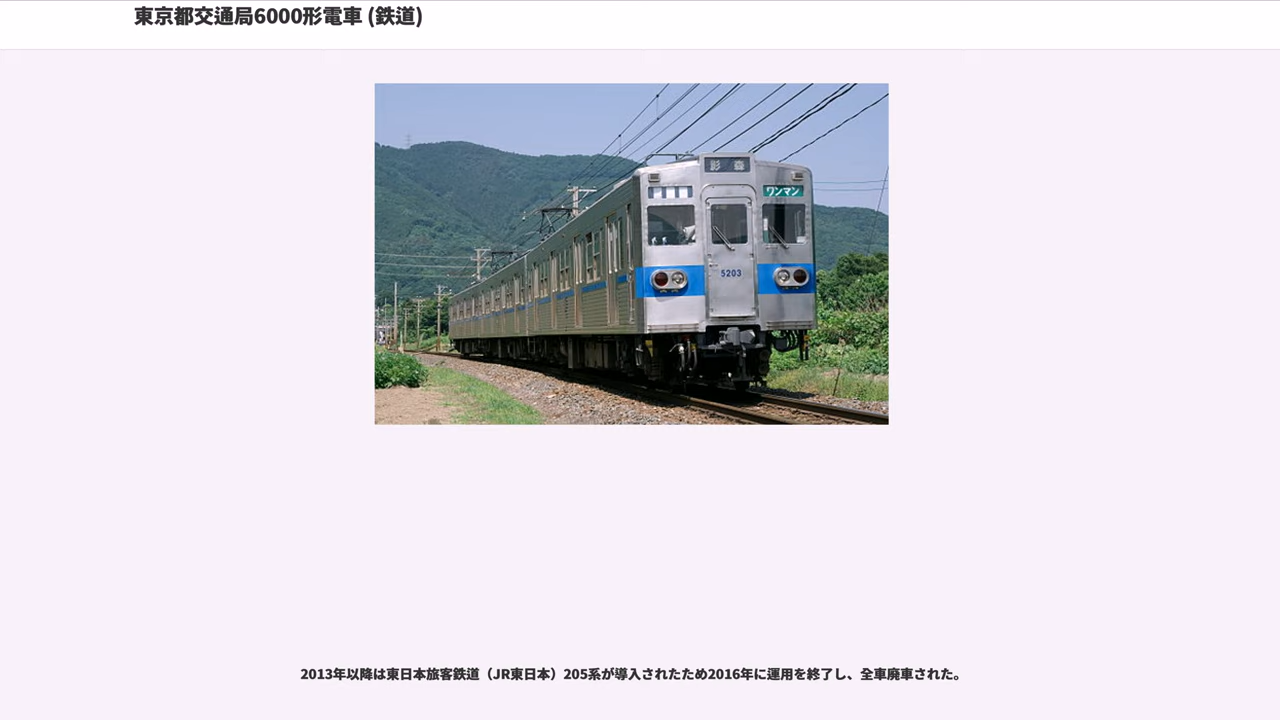 東京都交通局6000形電車 (鉄道)
影森
ワンマン
5203
2013年以降は東日本旅客鉄道（JR東日本）205系が導入されたため2016年に運用を終了し、全車廃車された。